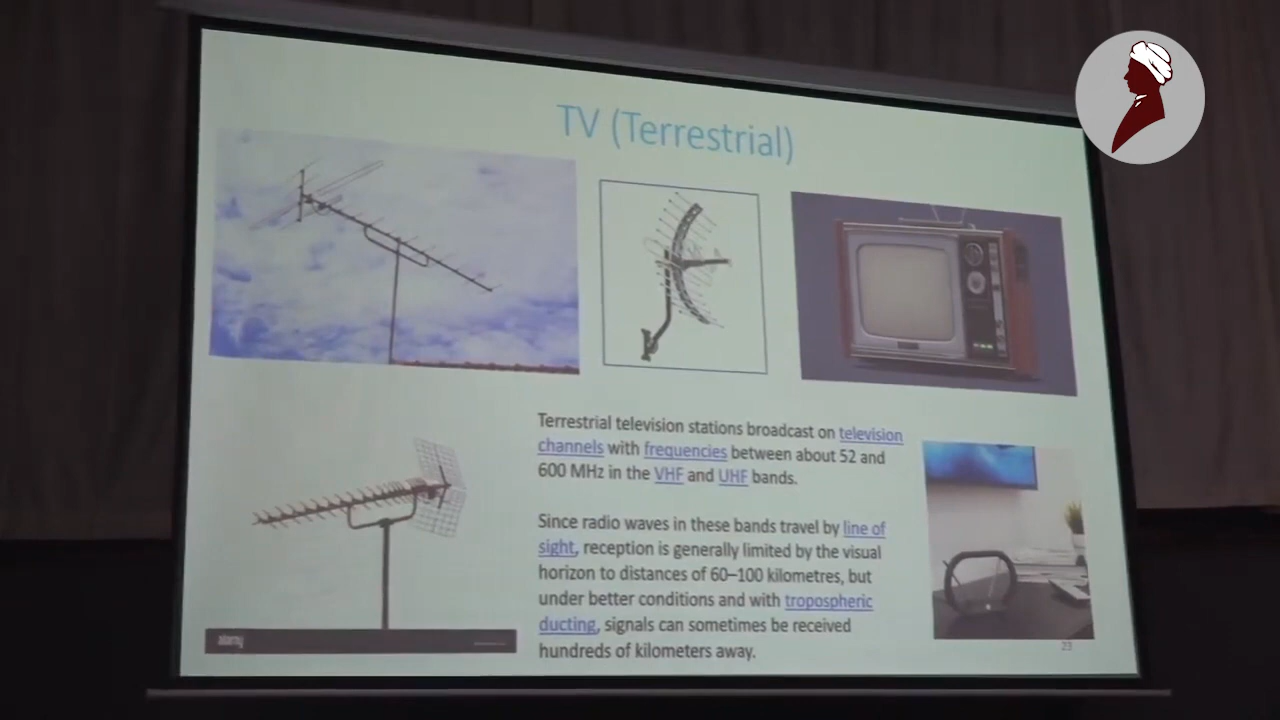 TV (Terrestrial)
Terrestrial television stations broadcast on television
channels with frequencies between about 52 and
600 MHz in the VHF and UHF bands.
Since radio waves in these bands travel by line of
sight, reception is generally limited by the visual
horizon to distances of 60–100 kilometres, but
under better conditions and with tropospheric
ducting, signals can sometimes be received
hundreds of kilometers away.
alamy
23